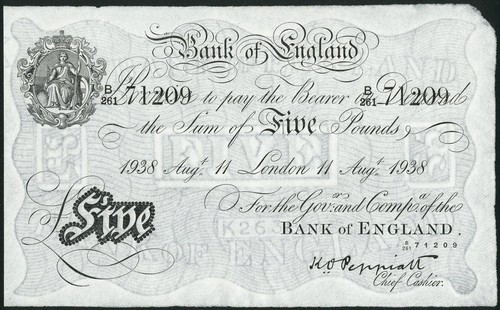 Bank of England
B/261 71209 to pay the Bearer on Demand B/261 71209
the Sum of Five Pounds
1938 Augt. 11 London 11 Augt. 1938
For the Govr. and Compa. of the
BANK OF ENGLAND.
B/261 71209
£Five
K O Peppiatt
Chief Cashier.